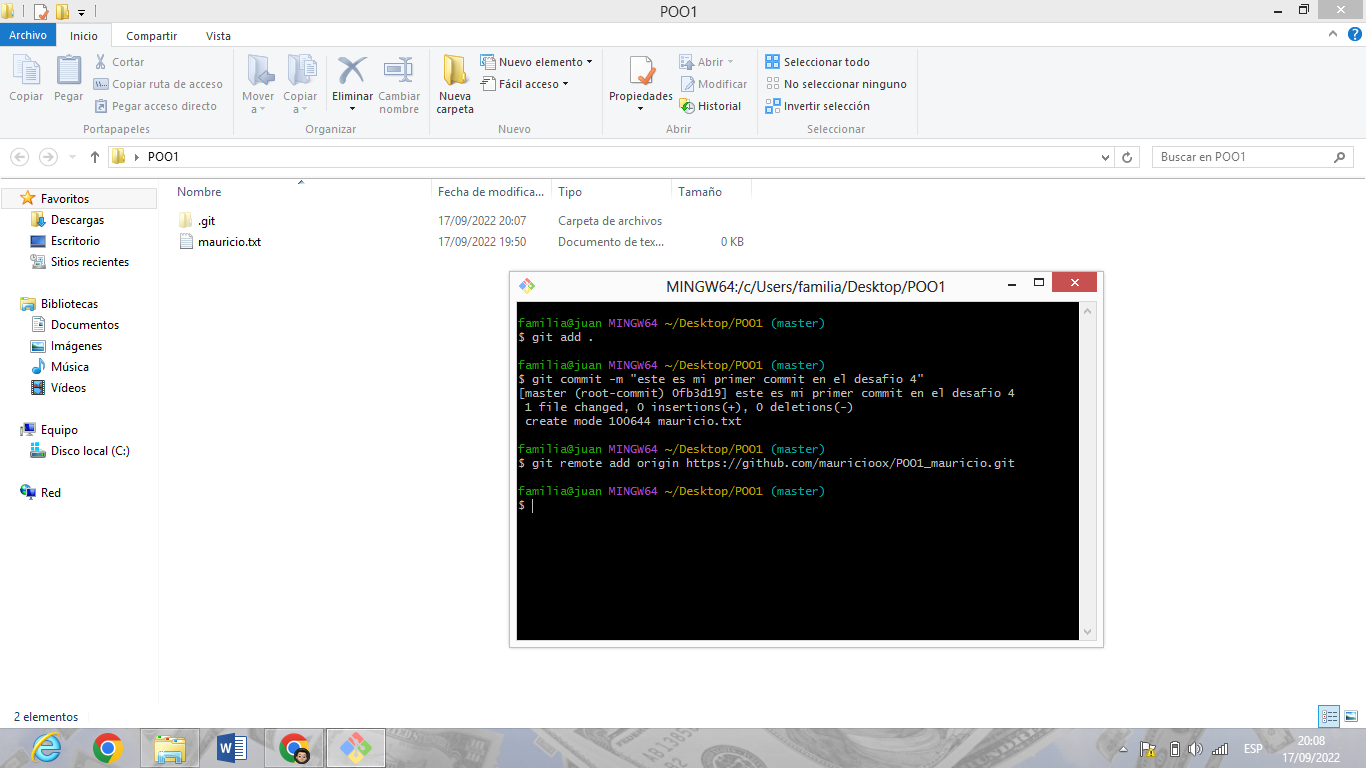 POO1
Archivo Inicio Compartir Vista
Copiar
Pegar
Cortar
Copiar ruta de acceso
Pegar acceso directo
Portapapeles
Mover a
Copiar a
Eliminar
Cambiar nombre
Organizar
Nueva carpeta
Nuevo elemento
Fácil acceso
Nuevo
Propiedades
Abrir
Modificar
Historial
Abrir
Seleccionar todo
No seleccionar ninguno
Invertir selección
Seleccionar
POO1
Buscar en POO1
Favoritos
Descargas
Escritorio
Sitios recientes
Bibliotecas
Documentos
Imágenes
Música
Vídeos
Equipo
Disco local (C:)
Red
Nombre Fecha de modifica... Tipo Tamaño
.git 17/09/2022 20:07 Carpeta de archivos
mauricio.txt 17/09/2022 19:50 Documento de tex... 0 KB
MINGW64:/c/Users/familia/Desktop/POO1
familia@juan MINGW64 ~/Desktop/POO1 (master)
$ git add .
familia@juan MINGW64 ~/Desktop/POO1 (master)
$ git commit -m "este es mi primer commit en el desafio 4"
[master (root-commit) 0fb3d19] este es mi primer commit en el desafio 4
1 file changed, 0 insertions(+), 0 deletions(-)
create mode 100644 mauricio.txt
familia@juan MINGW64 ~/Desktop/POO1 (master)
$ git remote add origin https://github.com/mauricioox/POO1_mauricio.git
familia@juan MINGW64 ~/Desktop/POO1 (master)
$
2 elementos
ESP
20:08
17/09/2022